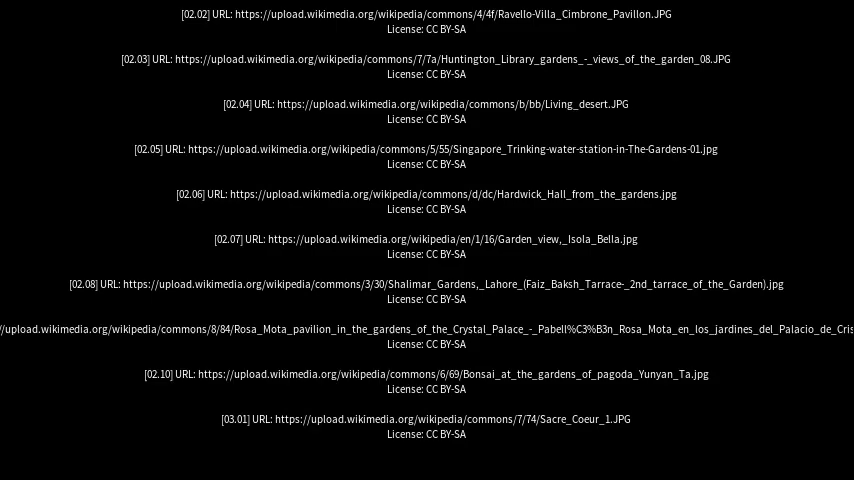 [02.02] URL: https://upload.wikimedia.org/wikipedia/commons/4/4f/Ravello-Villa_Cimbrone_Pavillon.JPG
License: CC BY-SA
[02.03] URL: https://upload.wikimedia.org/wikipedia/commons/7/7a/Huntington_Library_gardens_-_views_of_the_garden_08.JPG
License: CC BY-SA
[02.04] URL: https://upload.wikimedia.org/wikipedia/commons/b/bb/Living_desert.JPG
License: CC BY-SA
[02.05] URL: https://upload.wikimedia.org/wikipedia/commons/5/55/Singapore_Trinking-water-station-in-The-Gardens-01.jpg
License: CC BY-SA
[02.06] URL: https://upload.wikimedia.org/wikipedia/commons/d/dc/Hardwick_Hall_from_the_gardens.jpg
License: CC BY-SA
[02.07] URL: https://upload.wikimedia.org/wikipedia/en/1/16/Garden_view,_Isola_Bella.jpg
License: CC BY-SA
[02.08] URL: https://upload.wikimedia.org/wikipedia/commons/3/30/Shalimar_Gardens,_Lahore_(Faiz_Baksh_Tarrace-_2nd_tarrace_of_the_Garden).jpg
License: CC BY-SA
//upload.wikimedia.org/wikipedia/commons/8/84/Rosa_Mota_pavilion_in_the_gardens_of_the_Crystal_Palace_-_Pabell%C3%B3n_Rosa_Mota_en_los_jardines_del_Palacio_de_Cris
License: CC BY-SA
[02.10] URL: https://upload.wikimedia.org/wikipedia/commons/6/69/Bonsai_at_the_gardens_of_pagoda_Yunyan_Ta.jpg
License: CC BY-SA
[03.01] URL: https://upload.wikimedia.org/wikipedia/commons/7/74/Sacre_Coeur_1.JPG
License: CC BY-SA